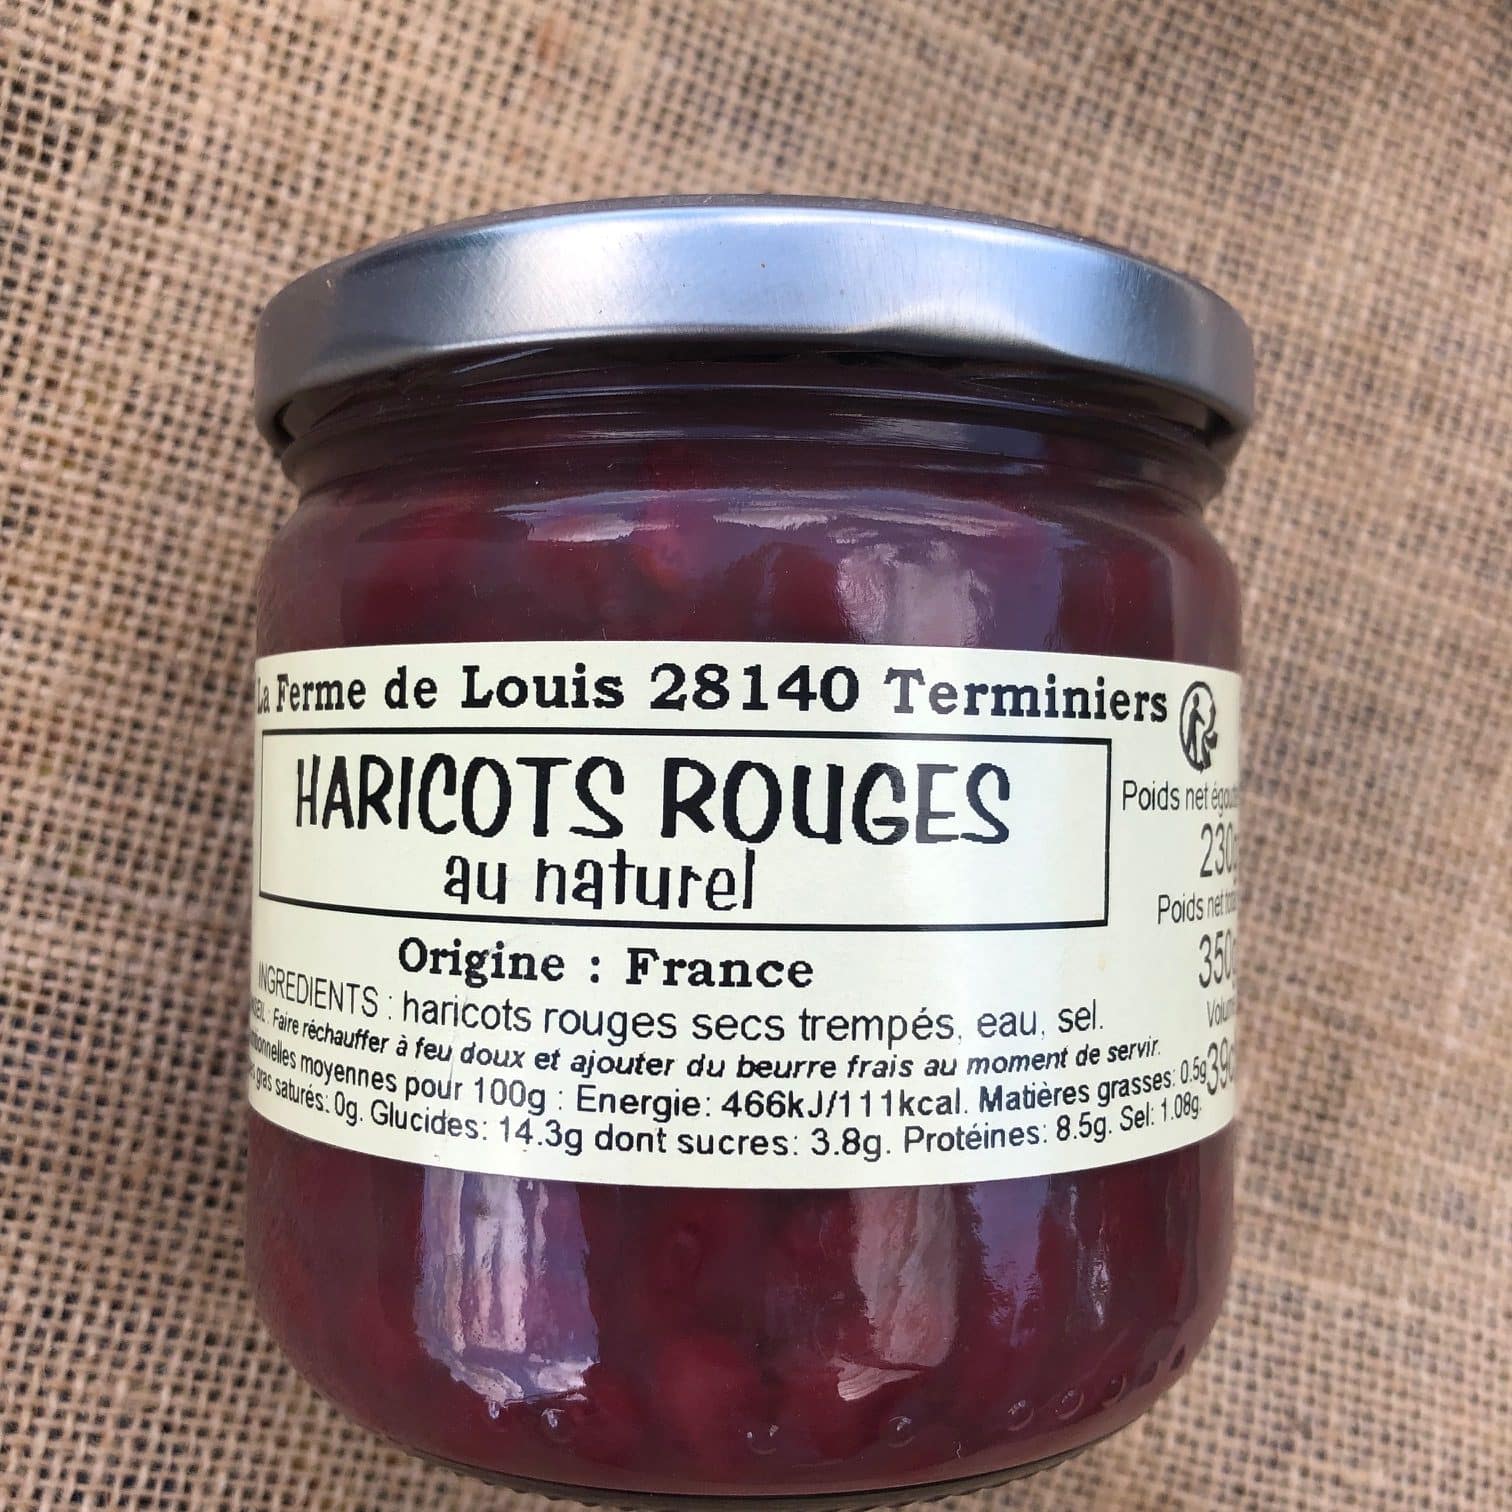 La Ferme de Louis 28140 Terminiers
HARICOTS ROUGES
au naturel
Origine : France
INGREDIENTS : haricots rouges secs trempés, eau, sel.
Faire réchauffer à feu doux et ajouter du beurre frais au moment de servir.
moyennes pour 100g : Energie: 466kJ/111kcal. Matières grasses: 0.5g
gras saturés: 0g. Glucides: 14.3g dont sucres: 3.8g. Protéines: 8.5g. Sel: 1.08g.
Poids net
230g
Poids net
350g